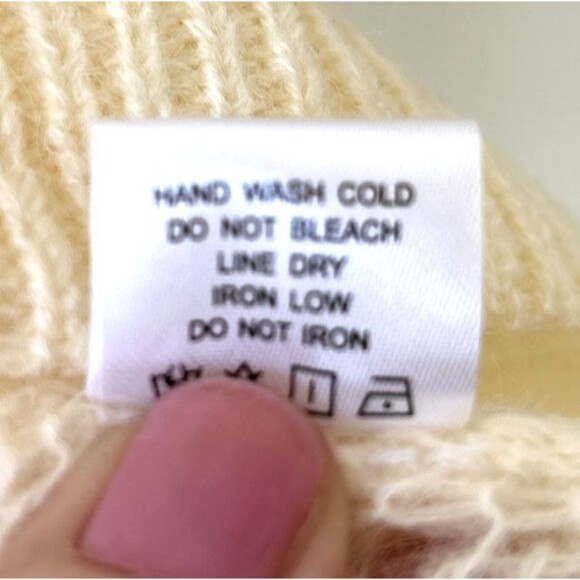 HAND WASH COLD
DO NOT BLEACH
LINE DRY
IRON LOW
DO NOT IRON